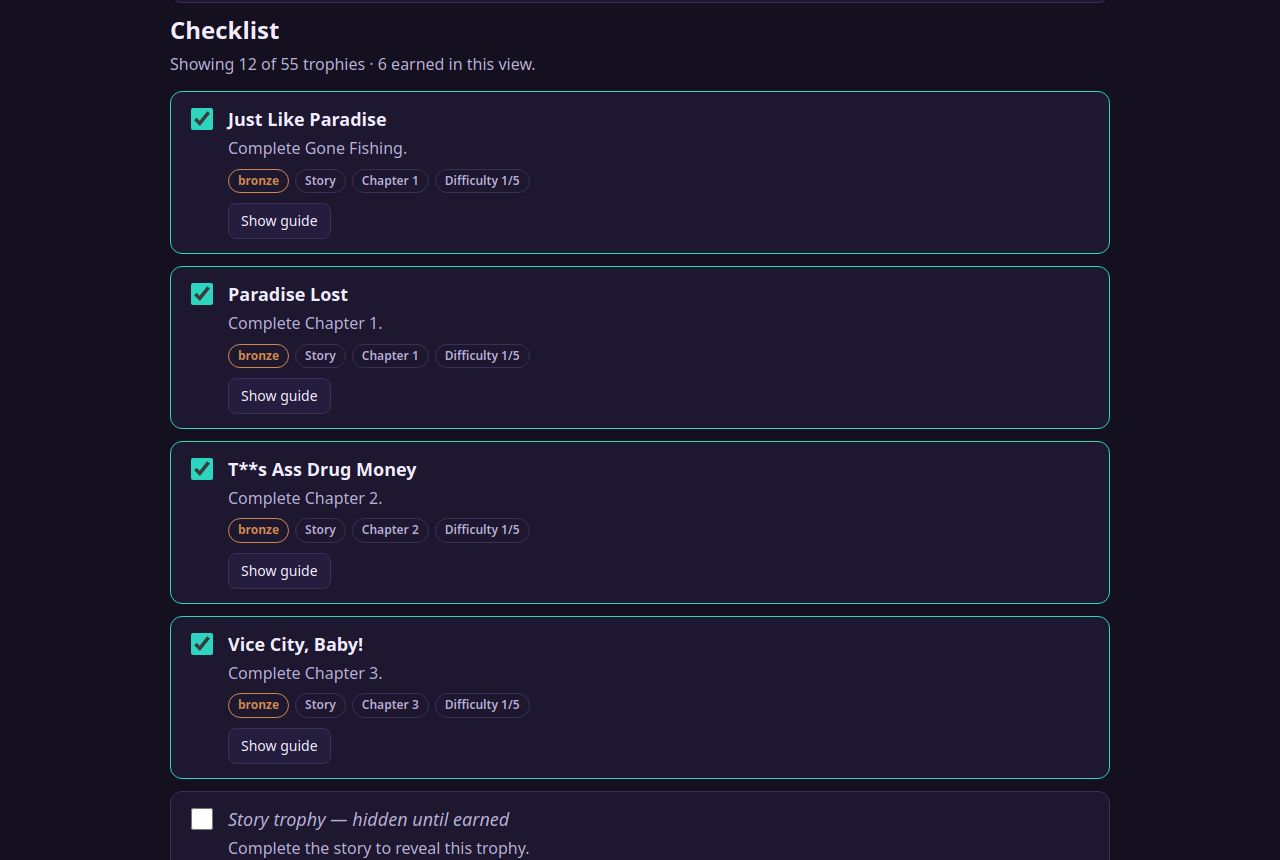 Checklist
Showing 12 of 55 trophies · 6 earned in this view.
Just Like Paradise
Complete Gone Fishing.
bronze Story Chapter 1 Difficulty 1/5
Show guide
Paradise Lost
Complete Chapter 1.
bronze Story Chapter 1 Difficulty 1/5
Show guide
T**s Ass Drug Money
Complete Chapter 2.
bronze Story Chapter 2 Difficulty 1/5
Show guide
Vice City, Baby!
Complete Chapter 3.
bronze Story Chapter 3 Difficulty 1/5
Show guide
Story trophy — hidden until earned
Complete the story to reveal this trophy.